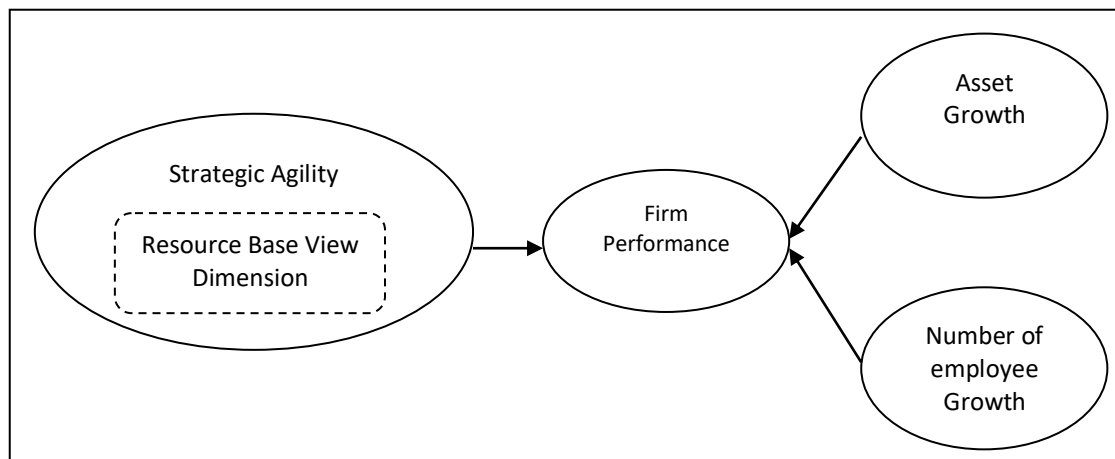 Strategic Agility
Resource Base View
Dimension
Firm
Performance
Asset
Growth
Number of
employee
Growth